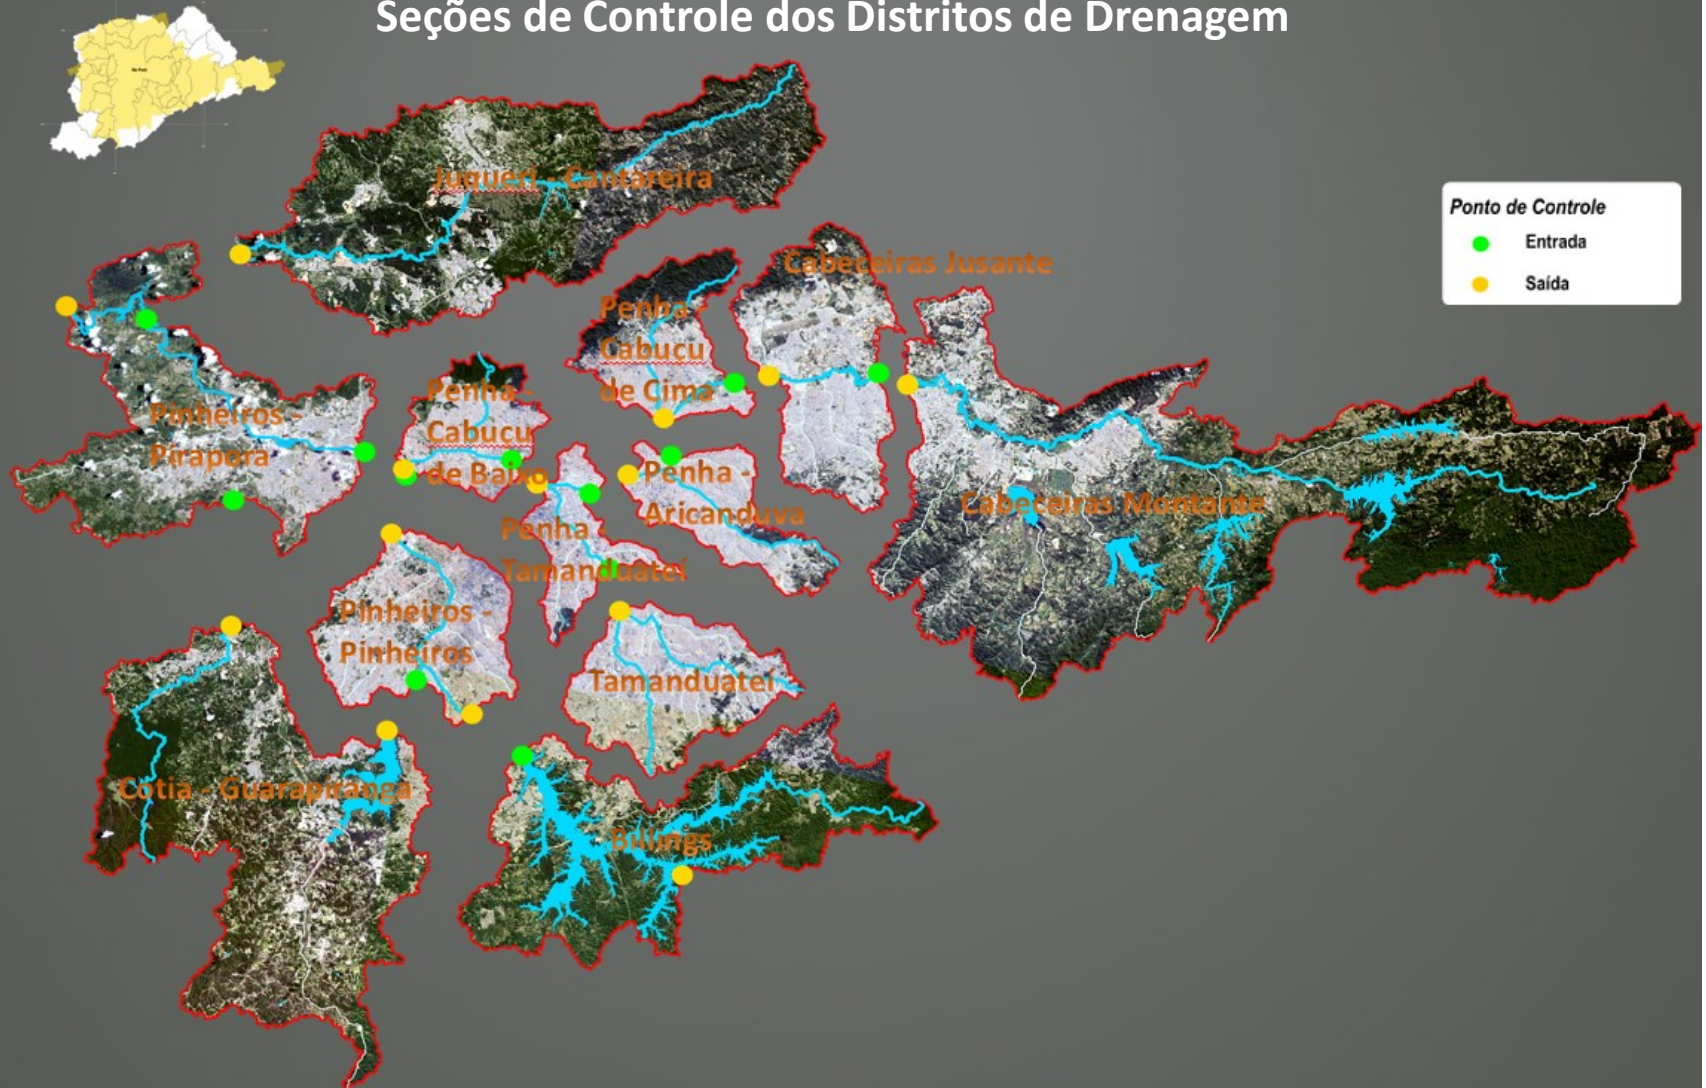 Seções de Controle dos Distritos de Drenagem
Juqueri - Cantareira
Ponto de Controle
Entrada
Saída
Cabeceiras Jusante
Penha -
Cabuçu
de Cima
Penha -
Cabuçu
de Baixo
Pinheiros -
Pirapora
Penha -
Aricanduva
Cabeceiras Montante
Penha -
Tamanduateí
Pinheiros -
Pinheiros
Tamanduateí
Cotia - Guarapiranga
Billings